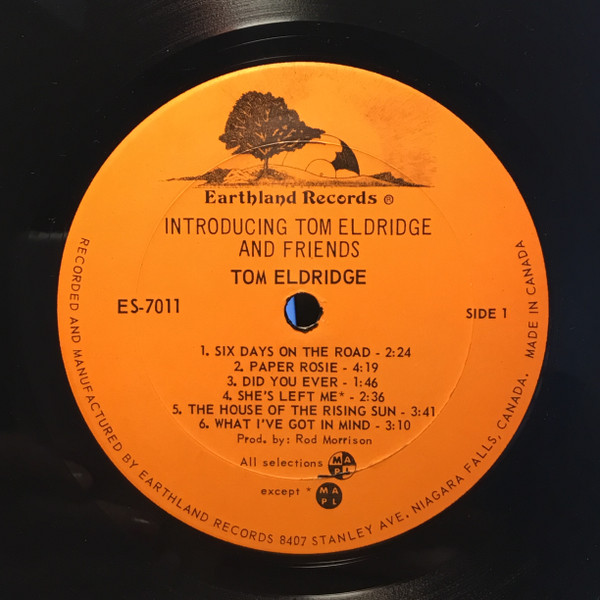 Earthland Records ®
INTRODUCING TOM ELDRIDGE
AND FRIENDS
TOM ELDRIDGE
ES-7011
SIDE 1
1. SIX DAYS ON THE ROAD - 2:24
2. PAPER ROSIE - 4:19
3. DID YOU EVER - 1:46
4. SHE'S LEFT ME* - 2:36
5. THE HOUSE OF THE RISING SUN - 3:41
6. WHAT I'VE GOT IN MIND - 3:10
Prod. by: Rod Morrison
All selections MAPL
except * MAPL
RECORDED AND MANUFACTURED BY EARTHLAND RECORDS 8407 STANLEY AVE. NIAGARA FALLS, CANADA. MADE IN CANADA